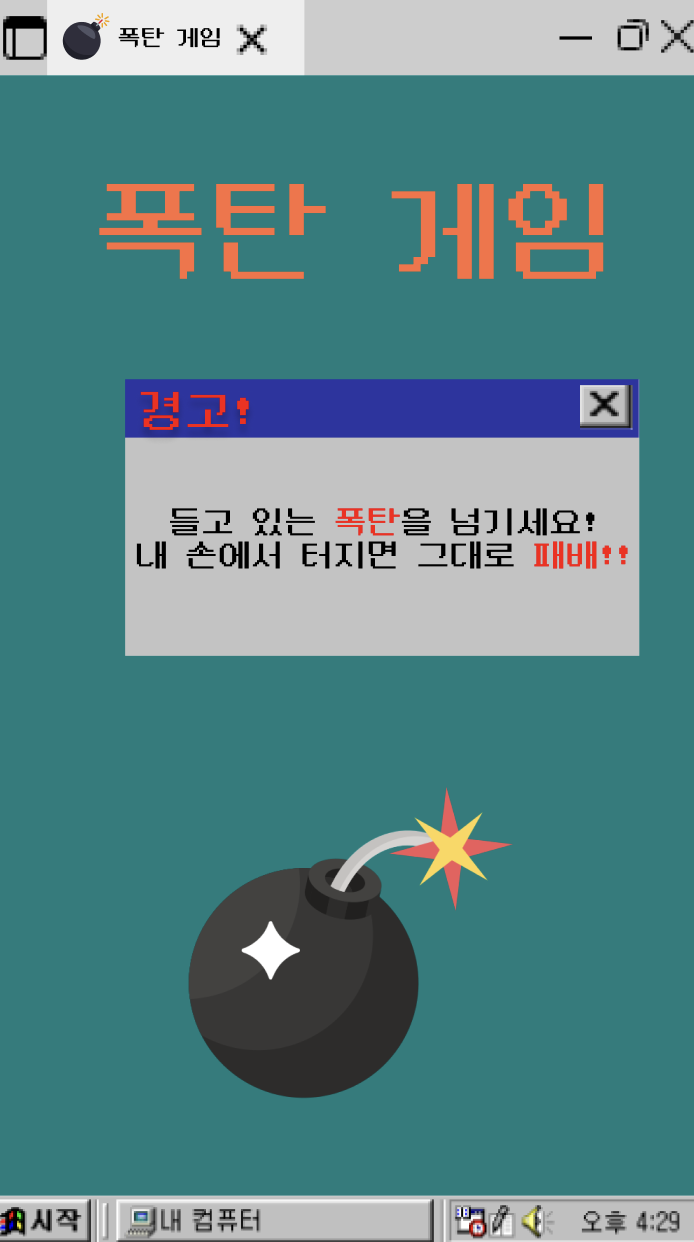 폭탄 게임
폭탄 게임
경고!
들고 있는 폭탄을 넘기세요!
내 손에서 터지면 그대로 패배!!
시작
내 컴퓨터
오후 4:29